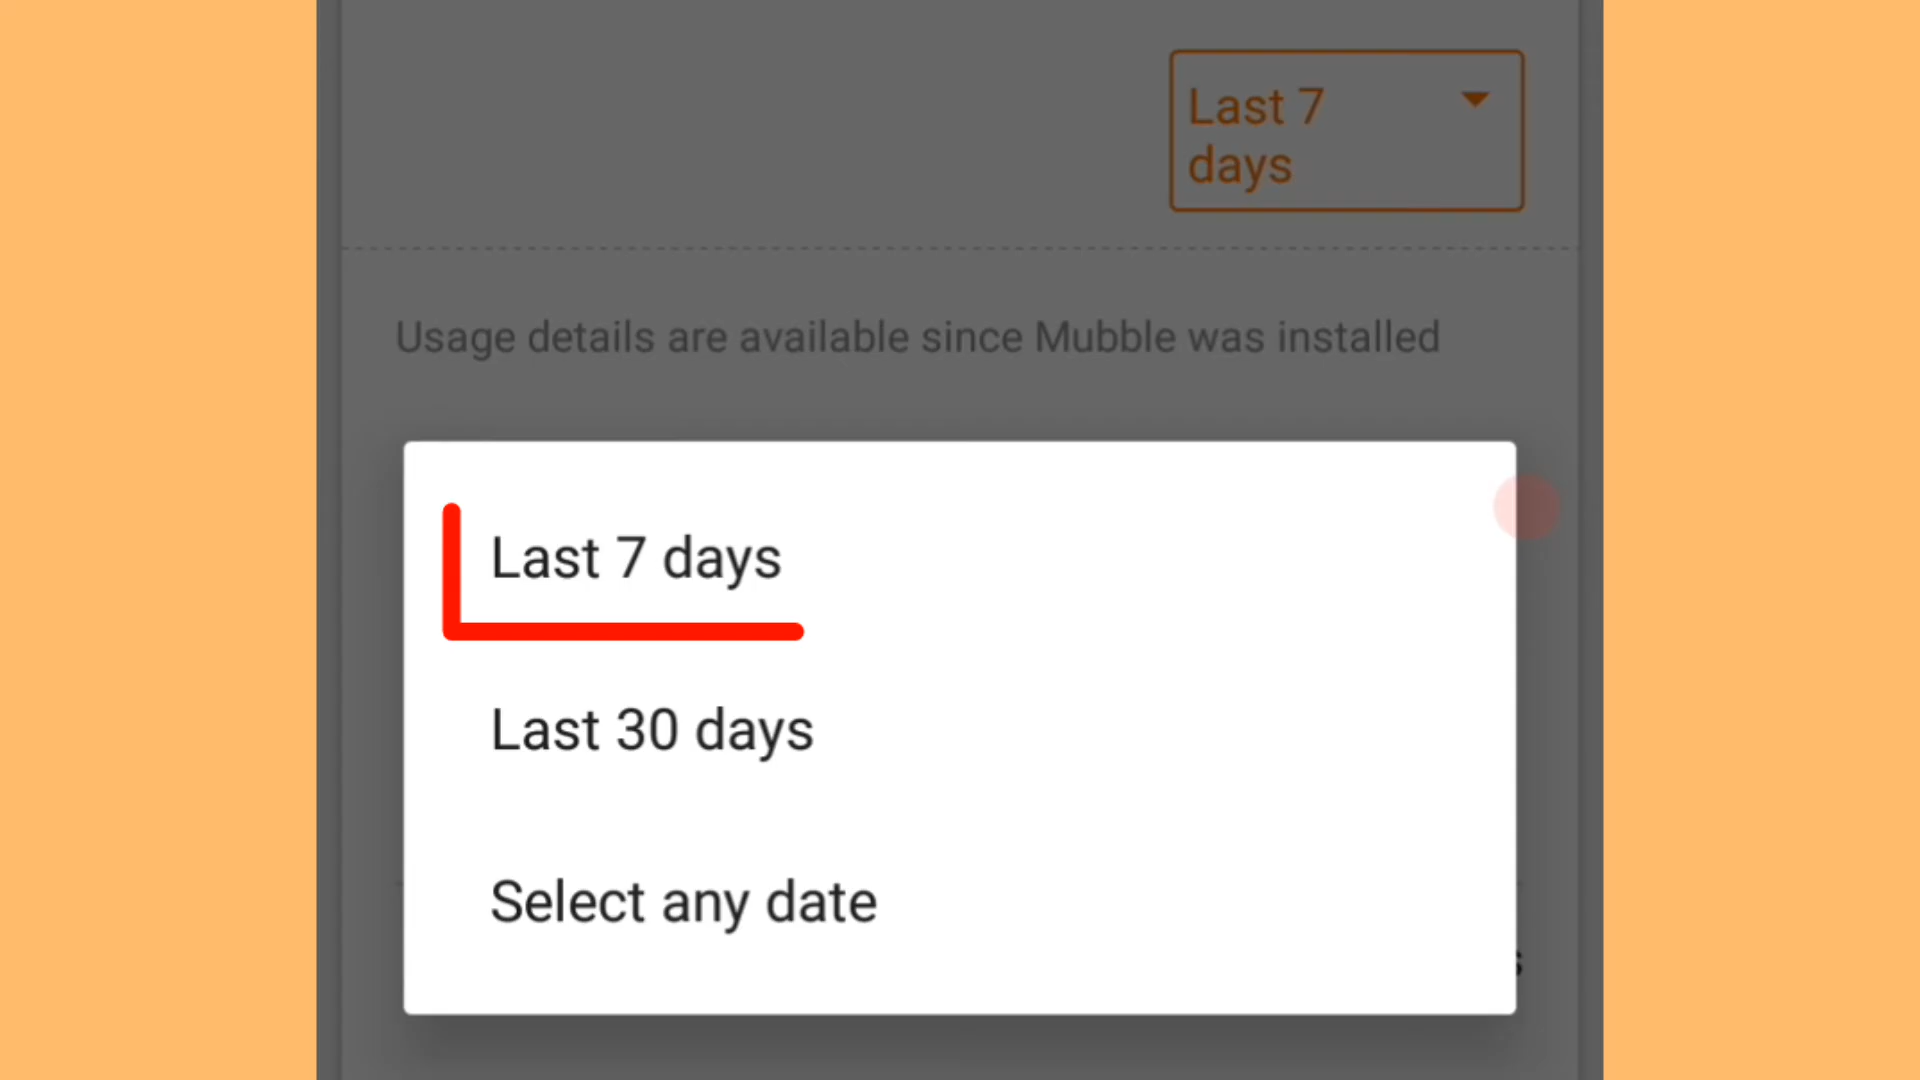 Last 7
days
Usage details are available since Mubble was installed
Last 7 days
Last 30 days
Select any date
s